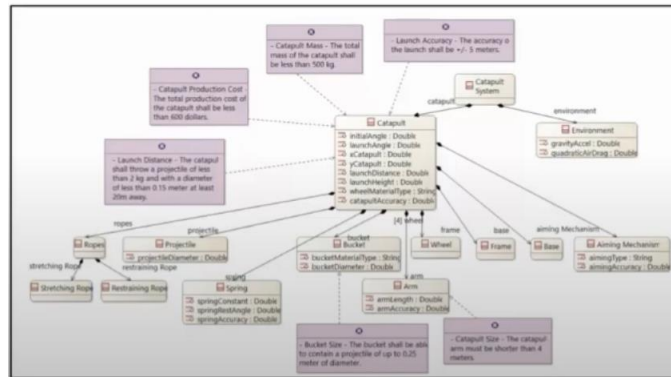 - Catapult Mass - The total
mass of the catapult shall
be less than 500 kg.
- Launch Accuracy - The accuracy o
the launch shall be +/- 5 meters.
- Catapult Production Cost
The total production cost of
the catapult shall be less
than 600 dollars.
Catapult
System
catapult
environment
Catapult
initialAngle : Double
launchAngle : Double
xCatapult : Double
yCatapult : Double
launchDistance : Double
launchHeight : Double
wheelMaterialType : String
catapultAccuracy : Double
Environment
gravityAccel : Double
quadraticAirDrag : Double
- Launch Distance - The catapul
shall throw a projectile of less
than 2 kg and with a diameter
of less than 0.15 meter at least
20m away.
ropes
projectile
bucket
[4] wheel
frame
base
aiming Mechanism
Ropes
Projectile
projectileDiameter : Double
Bucket
bucketMaterialType : String
bucketDiameter : Double
Wheel
Frame
Base
Aiming Mechanism
aimingType : String
aimingAccuracy : Double
stretching Rope
restraining Rope
spring
arm
Stretching Rope
Restraining Rope
Spring
springConstant : Double
springRestAngle : Double
springAccuracy : Double
Arm
armLength : Double
armAccuracy : Double
- Bucket Size - The bucket shall be abl
to contain a projectile of up to 0.25
meter of diameter.
- Catapult Size - The catapul
arm must be shorter than 4
meters